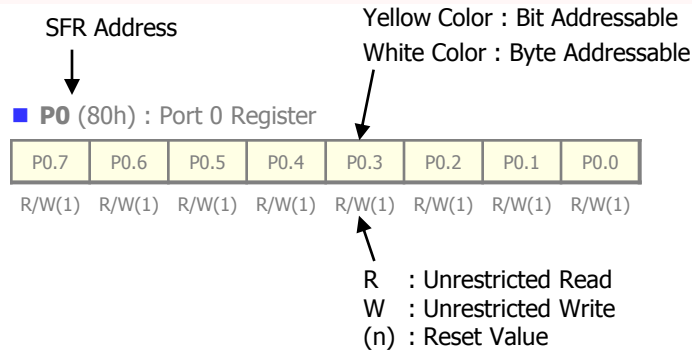 SFR Address
Yellow Color : Bit Addressable
White Color : Byte Addressable
P0 (80h) : Port 0 Register
P0.7 P0.6 P0.5 P0.4 P0.3 P0.2 P0.1 P0.0
R/W(1) R/W(1) R/W(1) R/W(1) R/W(1) R/W(1) R/W(1) R/W(1)
R : Unrestricted Read
W : Unrestricted Write
(n) : Reset Value